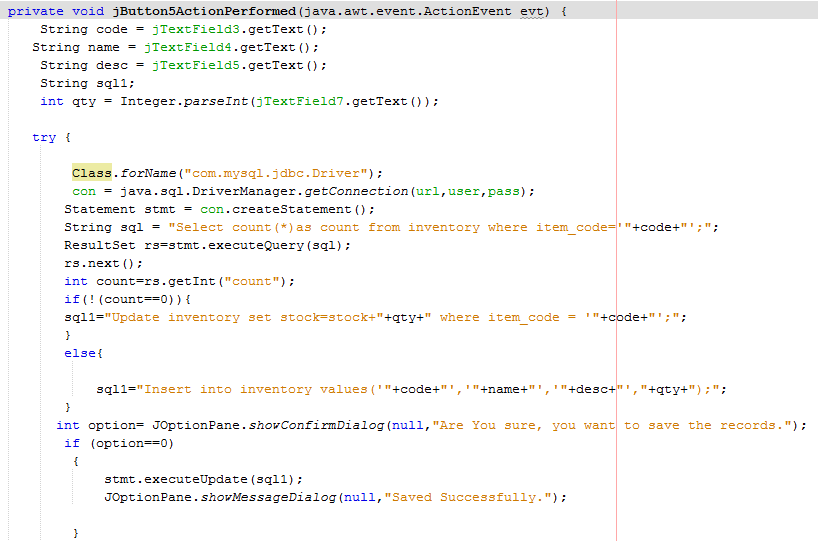 private void jButton5ActionPerformed(java.awt.event.ActionEvent evt) {
String code = jTextField3.getText();
String name = jTextField4.getText();
String desc = jTextField5.getText();
String sql1;
int qty = Integer.parseInt(jTextField7.getText());
try {
Class.forName("com.mysql.jdbc.Driver");
con = java.sql.DriverManager.getConnection(url,user,pass);
Statement stmt = con.createStatement();
String sql = "Select count(*)as count from inventory where item_code='"+code+"';";
ResultSet rs=stmt.executeQuery(sql);
rs.next();
int count=rs.getInt("count");
if(!(count==0)){
sql1="Update inventory set stock=stock+"+qty+" where item_code = '"+code+"';";
}
else{
sql1="Insert into inventory values('"+code+"','"+name+"','"+desc+"',"+qty+");";
}
int option= JOptionPane.showConfirmDialog(null,"Are You sure, you want to save the records.");
if (option==0)
{
stmt.executeUpdate(sql1);
JOptionPane.showMessageDialog(null,"Saved Successfully.");
}